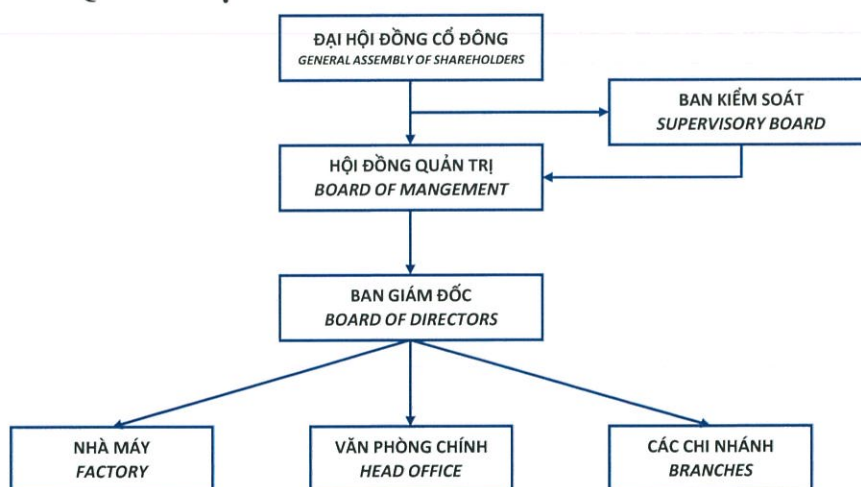 ĐẠI HỘI ĐỒNG CỔ ĐÔNG
GENERAL ASSEMBLY OF SHAREHOLDERS
BAN KIỂM SOÁT
SUPERVISORY BOARD
HỘI ĐỒNG QUẢN TRỊ
BOARD OF MANGEMENT
BAN GIÁM ĐỐC
BOARD OF DIRECTORS
NHÀ MÁY
FACTORY
VĂN PHÒNG CHÍNH
HEAD OFFICE
CÁC CHI NHÁNH
BRANCHES